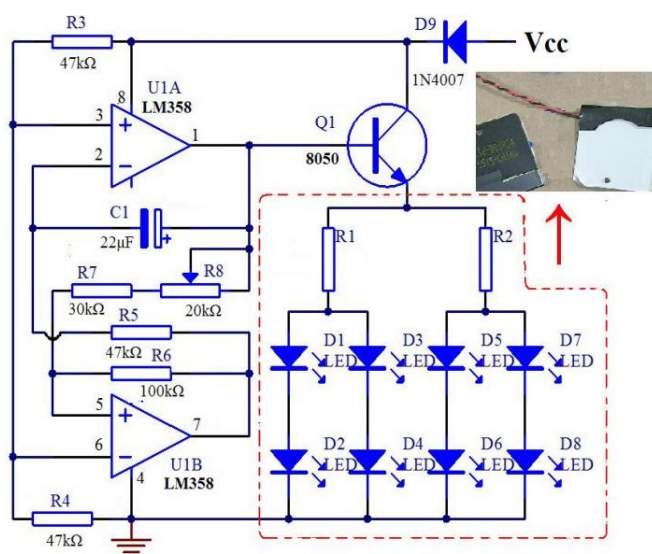 R3
47kΩ
D9
Vcc
1N4007
U1A
LM358
8
3
2
1
Q1
8050
C1
22μF
R7
30kΩ
R8
20kΩ
R5
47kΩ
R6
100kΩ
5
6
7
U1B
4
LM358
R4
47kΩ
R1
R2
D1
LED
D3
LED
D5
LED
D7
LED
D2
LED
D4
LED
D6
LED
D8
LED